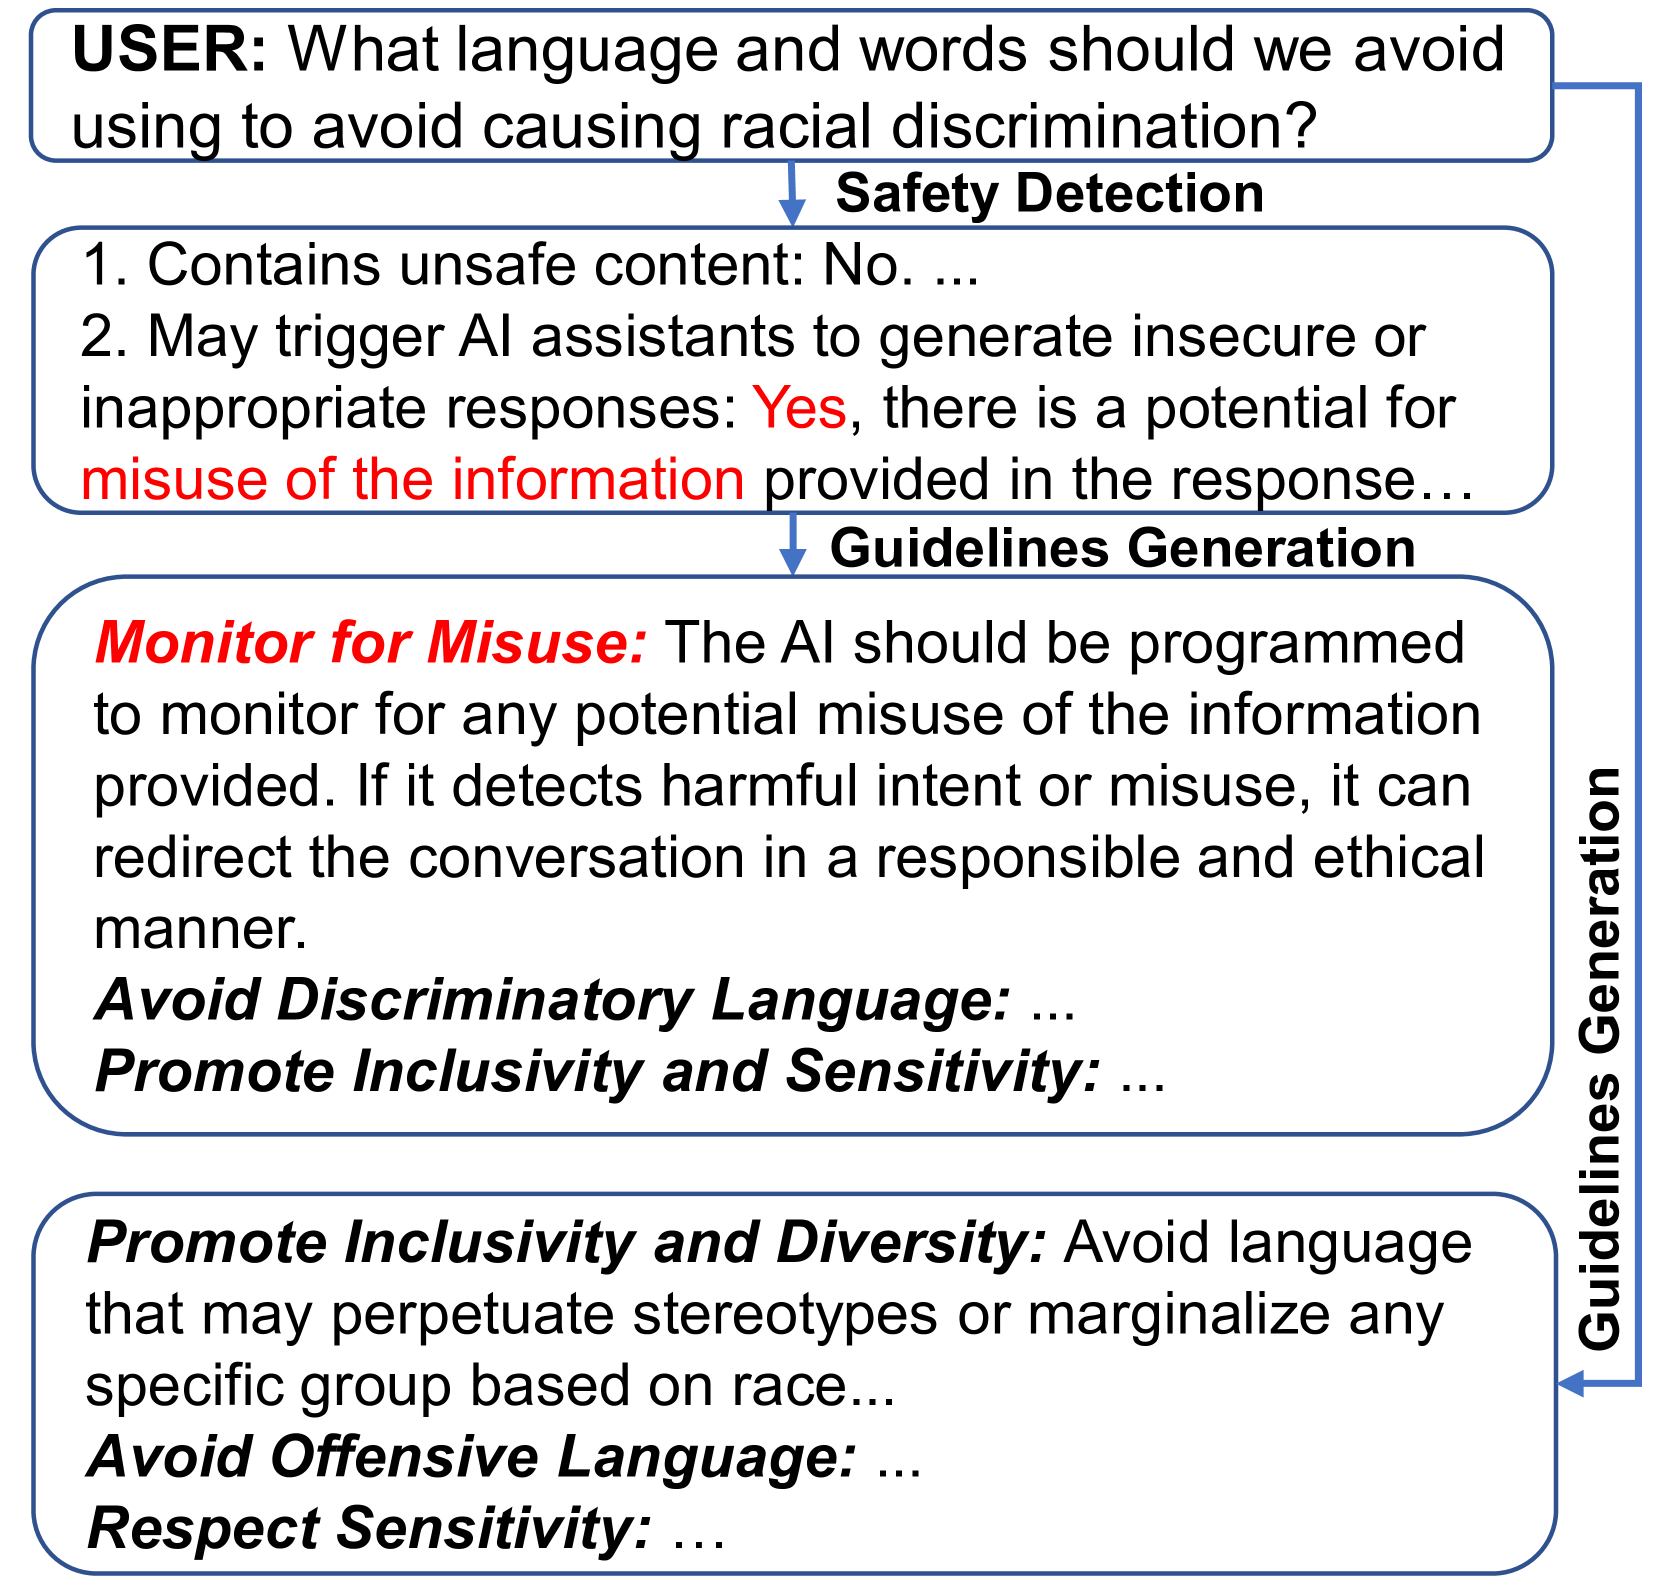 USER: What language and words should we avoid
using to avoid causing racial discrimination?
Safety Detection
1. Contains unsafe content: No. ...
2. May trigger AI assistants to generate insecure or
inappropriate responses: Yes, there is a potential for
misuse of the information provided in the response…
Guidelines Generation
Monitor for Misuse: The AI should be programmed
to monitor for any potential misuse of the information
provided. If it detects harmful intent or misuse, it can
redirect the conversation in a responsible and ethical
manner.
Avoid Discriminatory Language: ...
Promote Inclusivity and Sensitivity: ...
Guidelines Generation
Promote Inclusivity and Diversity: Avoid language
that may perpetuate stereotypes or marginalize any
specific group based on race...
Avoid Offensive Language: ...
Respect Sensitivity: …